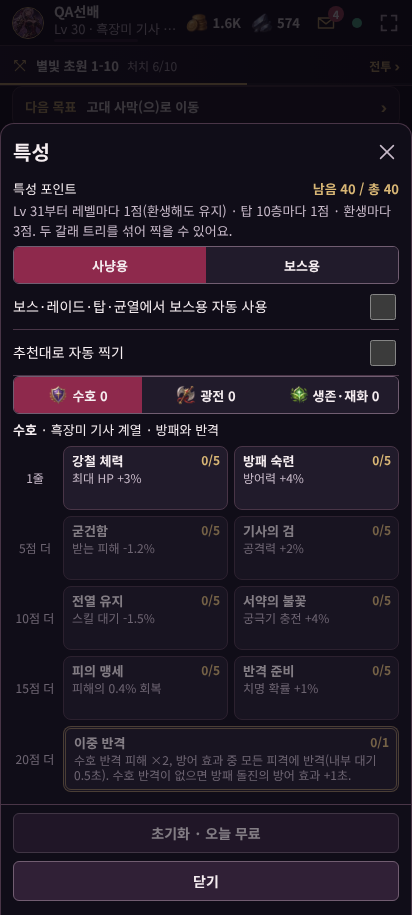 QA선배
Lv 30 · 흑장미 기사 ⋯
1.6K
574
4
별빛 초원 1-10 처치 6/10
전투 ›
다음 목표 고대 사막(으)로 이동 ›
특성
특성 포인트
남음 40 / 총 40
Lv 31부터 레벨마다 1점(환생해도 유지) · 탑 10층마다 1점 · 환생마다
3점. 두 갈래 트리를 섞어 찍을 수 있어요.
사냥용
보스용
보스·레이드·탑·균열에서 보스용 자동 사용
추천대로 자동 찍기
수호 0
광전 0
생존·재화 0
수호 · 흑장미 기사 계열 · 방패와 반격
1줄
강철 체력 0/5
최대 HP +3%
방패 숙련 0/5
방어력 +4%
5점 더
굳건함 0/5
받는 피해 -1.2%
기사의 검 0/5
공격력 +2%
10점 더
전열 유지 0/5
스킬 대기 -1.5%
서약의 불꽃 0/5
궁극기 충전 +4%
15점 더
피의 맹세 0/5
피해의 0.4% 회복
반격 준비 0/5
치명 확률 +1%
20점 더
이중 반격 0/1
수호 반격 피해 ×2, 방어 효과 중 모든 피격에 반격(내부 대기
0.5초). 수호 반격이 없으면 방패 돌진의 방어 효과 +1초.
초기화 · 오늘 무료
닫기